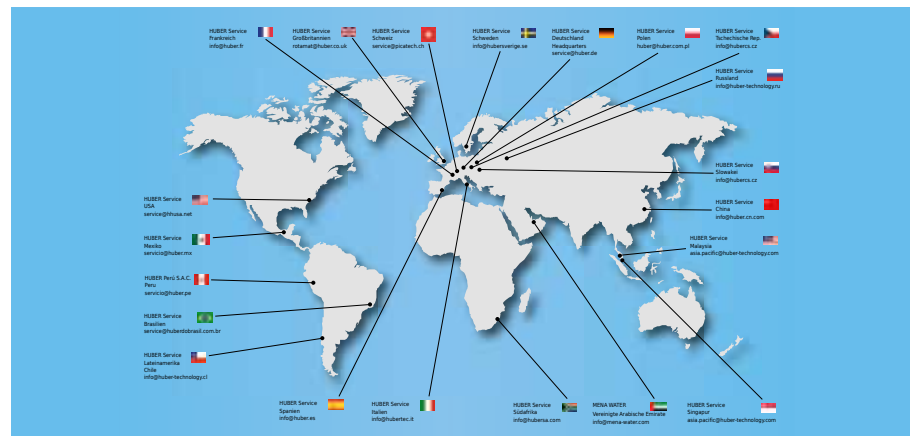 HUBER Service
Frankreich
info@huber.fr
HUBER Service
Großbritannien
rotamat@huber.co.uk
HUBER Service
Schweiz
service@picatech.ch
HUBER Service
Schweden
info@hubersverige.se
HUBER Service
Deutschland
Headquarters
service@huber.de
HUBER Service
Polen
huber@huber.com.pl
HUBER Service
Tschechische Rep.
info@hubercs.cz
HUBER Service
Russland
info@huber-technology.ru
HUBER Service
Slowakei
info@hubercs.cz
HUBER Service
China
info@huber.cn.com
HUBER Service
Malaysia
asia.pacific@huber-technology.com
HUBER Service
USA
service@hhusa.net
HUBER Service
Mexiko
servicio@huber.mx
HUBER Perú S.A.C.
Peru
servicio@huber.pe
HUBER Service
Brasilien
service@huberdobrasil.com.br
HUBER Service
Lateinamerika
Chile
info@huber-technology.cl
HUBER Service
Spanien
info@huber.es
HUBER Service
Italien
info@hubertec.it
HUBER Service
Südafrika
info@hubersa.com
MENA WATER
Vereinigte Arabische Emirate
info@mena-water.com
HUBER Service
Singapur
asia.pacific@huber-technology.com